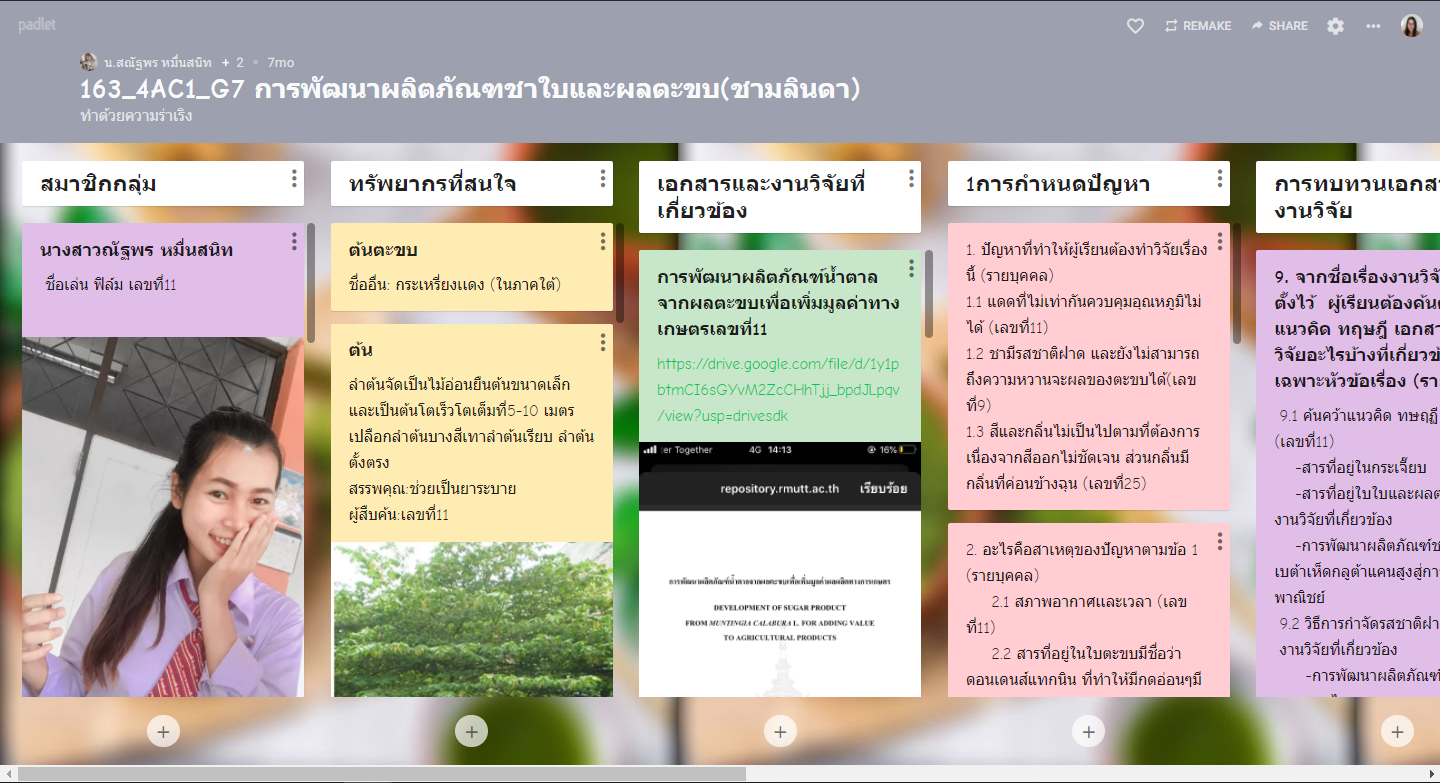 padlet
REMAKE
SHARE
น.สณัฐพร หมื่นสนิท + 2 • 7mo
163_4AC1_G7 การพัฒนาผลิตภัณฑชาใบและผลตะขบ(ชามลินดา)
ทำด้วยความร่าเริง
สมาชิกกลุ่ม
นางสาวณัฐพร หมื่นสนิท
ชื่อเล่น ฟิล์ม เลขที่11
ทรัพยากรที่สนใจ
ต้นตะขบ
ชื่ออื่น: กระเหรี่ยงแดง (ในภาคใต้)
ต้น
ลำต้นจัดเป็นไม้อ่อนยืนต้นขนาดเล็ก
และเป็นต้นโตเร็วโตเต็มที่5-10 เมตร
เปลือกลำต้นบางสีเทาลำต้นเรียบ ลำต้น
ตั้งตรง
สรรพคุณ:ช่วยเป็นยาระบาย
ผู้สืบค้น:เลขที่11
เอกสารและงานวิจัยที่
เกี่ยวข้อง
การพัฒนาผลิตภัณฑ์น้ำตาล
จากผลตะขบเพื่อเพิ่มมูลค่าทาง
เกษตรเลขที่11
https://drive.google.com/file/d/1y1p
btmCI6sGYvM2ZcCHhTjj_bpdJLpqv
/view?usp=drivesdk
:er Together 4G 14:13 16%
repository.rmutt.ac.th เรียบร้อย
การพัฒนาผลิตภัณฑ์น้ำตาลจากผลตะขบเพื่อเพิ่มมูลค่าผลผลิตทางการเกษตร
DEVELOPMENT OF SUGAR PRODUCT
FROM MUNTINGIA CALABURA L. FOR ADDING VALUE
TO AGRICULTURAL PRODUCTS
1การกำหนดปัญหา
1. ปัญหาที่ทำให้ผู้เรียนต้องทำวิจัยเรื่อง
นี้ (รายบุคคล)
1.1 แดดที่ไม่เท่ากันควบคุมอุณหภูมิไม่
ได้ (เลขที่11)
1.2 ชามีรสชาติฝาด และยังไม่สามารถ
ถึงความหวานจะผลของตะขบได้(เลข
ที่9)
1.3 สีและกลิ่นไม่เป็นไปตามที่ต้องการ
เนื่องจากสีออกไม่ชัดเจน ส่วนกลิ่นมี
กลิ่นที่ค่อนข้างฉุน (เลขที่25)
2. อะไรคือสาเหตุของปัญหาตามข้อ 1
(รายบุคคล)
2.1 สภาพอากาศและเวลา (เลข
ที่11)
2.2 สารที่อยู่ในใบตะขบมีชื่อว่า
คอนเดนส์แทกนิน ที่ทำให้มีกดอ่อนๆมี
การทบทวนเอกสา
งานวิจัย
9. จากชื่อเรื่องงานวิจั
ตั้งไว้ ผู้เรียนต้องค้น
แนวคิด ทฤษฎี เอกสา
วิจัยอะไรบ้างที่เกี่ยวข้
เฉพาะหัวข้อเรื่อง (รา
9.1 ค้นคว้าแนวคิด ทษฤฏี
(เลขที่11)
-สารที่อยู่ในกระเจี๊ยบ
-สารที่อยู่ใบใบและผลต
งานวิจัยที่เกี่ยวข้อง
-การพัฒนาผลิตภัณฑ์ช
เบต้าเห็ดกลูต้าแคนสูงสู่กา
พาณิชย์
9.2 วิธีการกำจัดรสชาติฝา
งานวิจัยที่เกี่ยวข้อง
-การพัฒนาผลิตภัณฑ์